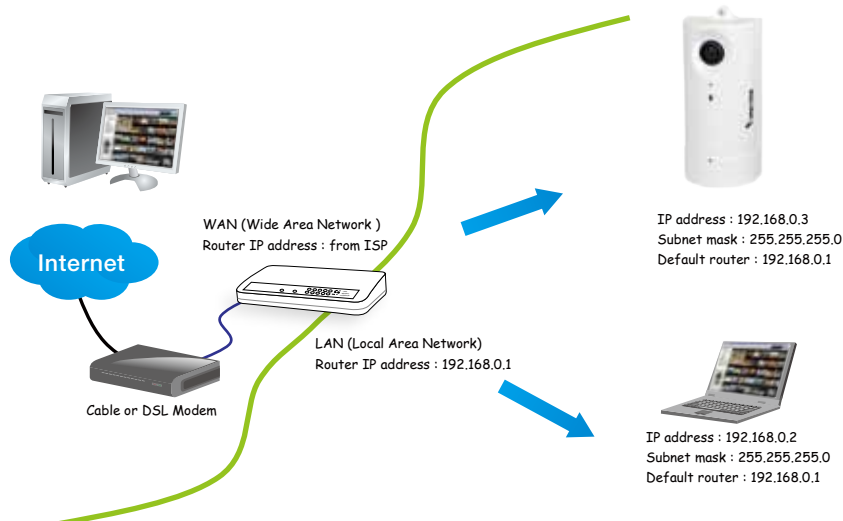 WAN (Wide Area Network )
Router IP address : from ISP
Internet
LAN (Local Area Network)
Router IP address : 192.168.0.1
Cable or DSL Modem
IP address : 192.168.0.3
Subnet mask : 255.255.255.0
Default router : 192.168.0.1
IP address : 192.168.0.2
Subnet mask : 255.255.255.0
Default router : 192.168.0.1